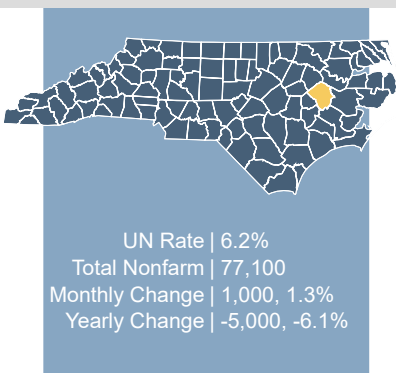 UN Rate | 6.2%
Total Nonfarm | 77,100
Monthly Change | 1,000, 1.3%
Yearly Change | -5,000, -6.1%